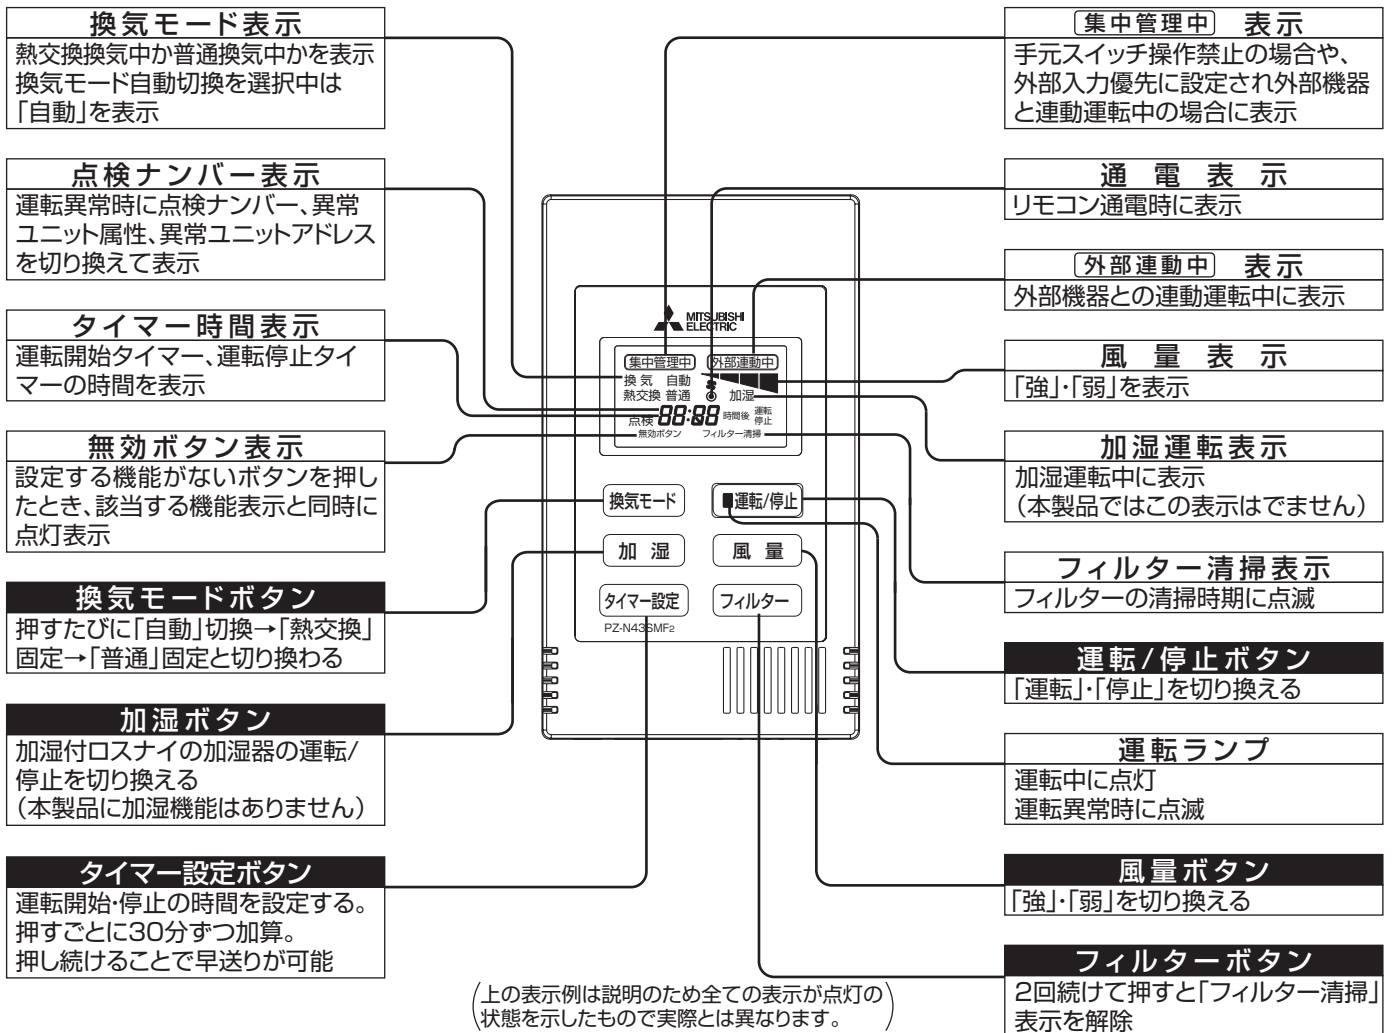 換気モード表示
熱交換換気中か普通換気中かを表示
換気モード自動切換を選択中は
「自動」を表示
点検ナンバー表示
運転異常時に点検ナンバー、異常
ユニット属性、異常ユニットアドレス
を切り換えて表示
タイマー時間表示
運転開始タイマー、運転停止タイ
マーの時間を表示
無効ボタン表示
設定する機能がないボタンを押し
たとき、該当する機能表示と同時に
点灯表示
換気モードボタン
押すたびに「自動」切換→「熱交換」
固定→「普通」固定と切り換わる
加湿ボタン
加湿付ロスナイの加湿器の運転/
停止を切り換える
(本製品に加湿機能はありません)
タイマー設定ボタン
運転開始・停止の時間を設定する。
押すごとに30分ずつ加算。
押し続けることで早送りが可能
MITSUBISHI
ELECTRIC
集中管理中 外部連動中
換気 自動
熱交換 普通 加湿
点検 88:88 時間後 運転
停止
無効ボタン フィルター清掃
換気モード 運転/停止
加湿 風量
タイマー設定 フィルター
PZ-N43SMF2
(上の表示例は説明のため全ての表示が点灯の
状態を示したもので実際とは異なります。)
集中管理中 表示
手元スイッチ操作禁止の場合や、
外部入力優先に設定され外部機器
と連動運転中の場合に表示
通電表示
リモコン通電時に表示
外部連動中 表示
外部機器との連動運転中に表示
風量表示
「強」・「弱」を表示
加湿運転表示
加湿運転中に表示
(本製品ではこの表示はでません)
フィルター清掃表示
フィルターの清掃時期に点滅
運転/停止ボタン
「運転」・「停止」を切り換える
運転ランプ
運転中に点灯
運転異常時に点滅
風量ボタン
「強」・「弱」を切り換える
フィルターボタン
2回続けて押すと「フィルター清掃」
表示を解除